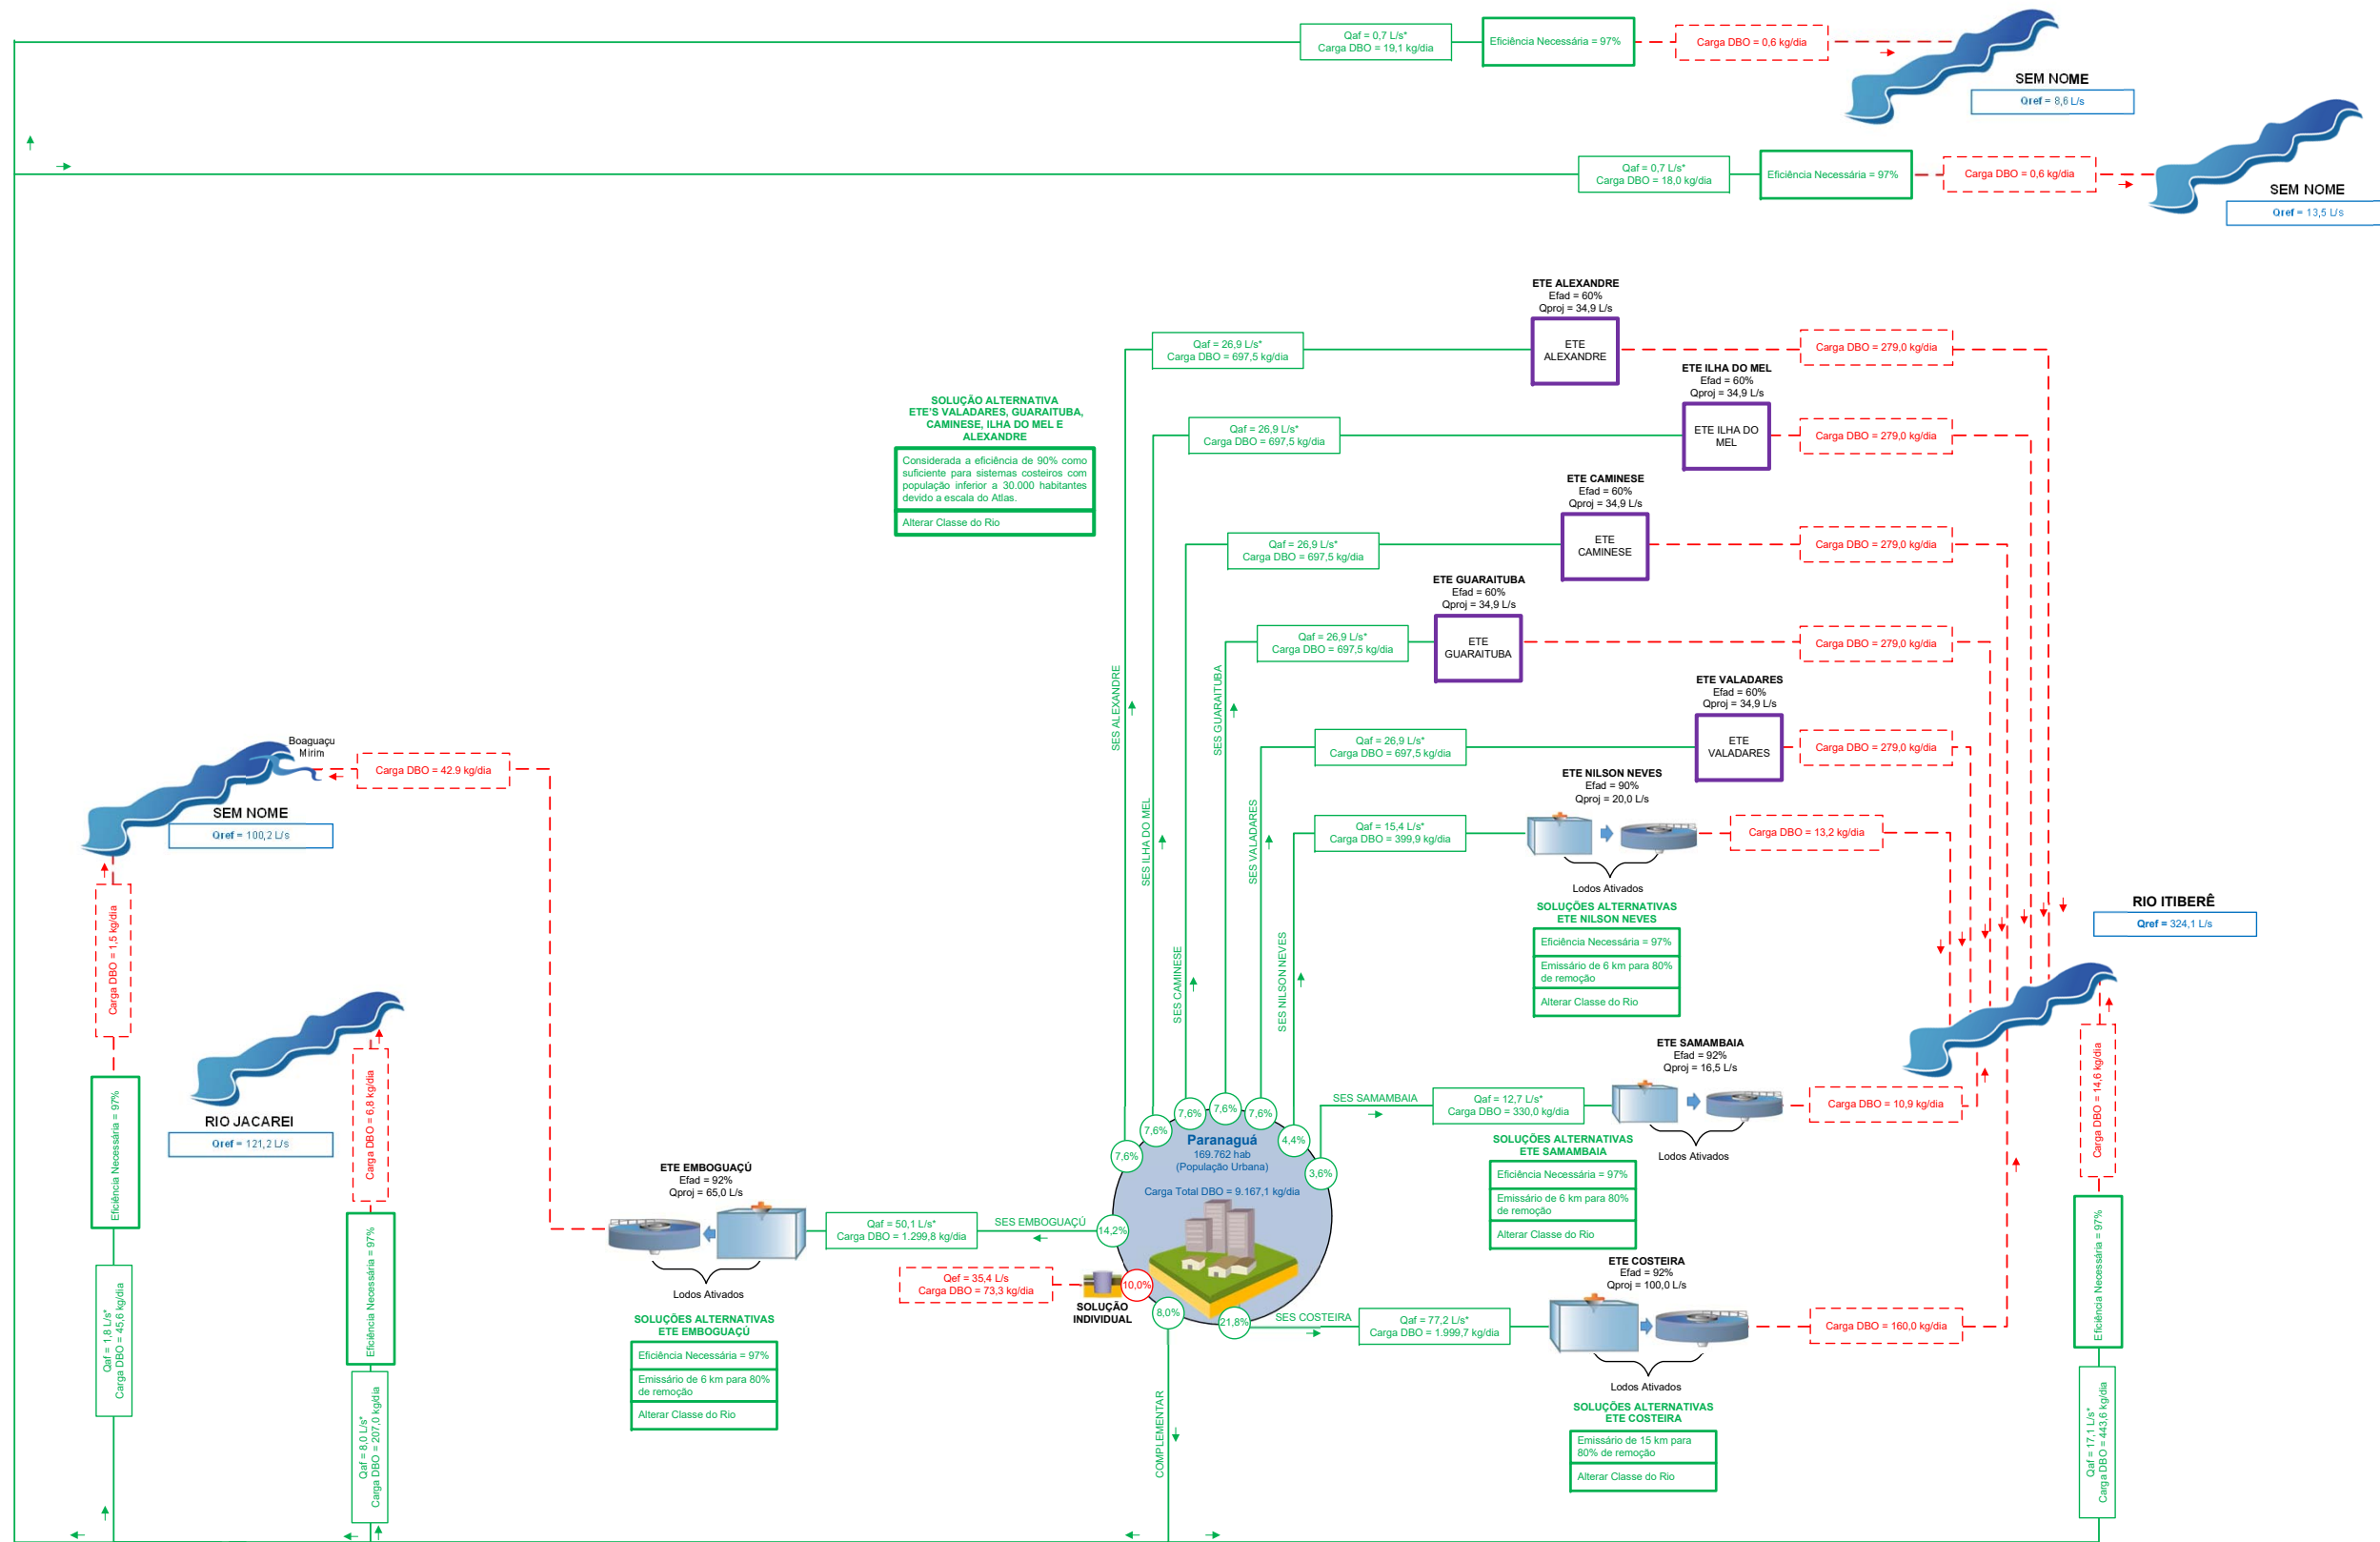 Qaf = 0,7 L/s*
Carga DBO = 19,1 kg/dia
Eficiência Necessária = 97%
Carga DBO = 0,6 kg/dia
SEM NOME
Qref = 8,6 L/s
Qaf = 0,7 L/s*
Carga DBO = 18,0 kg/dia
Eficiência Necessária = 97%
Carga DBO = 0,6 kg/dia
SEM NOME
Qref = 13,5 L/s
ETE ALEXANDRE
Efad = 60%
Qproj = 34,9 L/s
Qaf = 26,9 L/s*
Carga DBO = 697,5 kg/dia
ETE
ALEXANDRE
Carga DBO = 279,0 kg/dia
ETE ILHA DO MEL
Efad = 60%
Qproj = 34,9 L/s
Qaf = 26,9 L/s*
Carga DBO = 697,5 kg/dia
ETE ILHA DO
MEL
Carga DBO = 279,0 kg/dia
SOLUÇÃO ALTERNATIVA
ETE'S VALADARES, GUARAITUBA,
CAMINESE, ILHA DO MEL E
ALEXANDRE
Considerada a eficiência de 90% como
suficiente para sistemas costeiros com
população inferior a 30.000 habitantes
devido a escala do Atlas.
Alterar Classe do Rio
ETE CAMINESE
Efad = 60%
Qproj = 34,9 L/s
Qaf = 26,9 L/s*
Carga DBO = 697,5 kg/dia
ETE
CAMINESE
Carga DBO = 279,0 kg/dia
ETE GUARAITUBA
Efad = 60%
Qproj = 34,9 L/s
Qaf = 26,9 L/s*
Carga DBO = 697,5 kg/dia
ETE
GUARAITUBA
Carga DBO = 279,0 kg/dia
ETE VALADARES
Efad = 60%
Qproj = 34,9 L/s
Qaf = 26,9 L/s*
Carga DBO = 697,5 kg/dia
ETE
VALADARES
Carga DBO = 279,0 kg/dia
SES ALEXANDRE
SES ILHA DO MEL
SES CAMINESE
SES GUARAITUBA
SES VALADARES
SES NILSON NEVES
ETE NILSON NEVES
Efad = 90%
Qproj = 20,0 L/s
Qaf = 15,4 L/s*
Carga DBO = 399,9 kg/dia
Carga DBO = 13,2 kg/dia
Lodos Ativados
SOLUÇÕES ALTERNATIVAS
ETE NILSON NEVES
Eficiência Necessária = 97%
Emissário de 6 km para 80%
de remoção
Alterar Classe do Rio
RIO ITIBERÊ
Qref = 324,1 L/s
Boaguaçu
Mirim
Carga DBO = 42.9 kg/dia
SEM NOME
Qref = 100,2 L/s
Carga DBO = 1,5 kg/dia
Eficiência Necessária = 97%
Qaf = 1,8 L/s*
Carga DBO = 45,6 kg/dia
RIO JACAREI
Qref = 121,2 L/s
Carga DBO = 6,8 kg/dia
Eficiência Necessária = 97%
Qaf = 8,0 L/s*
Carga DBO = 207,0 kg/dia
ETE EMBOGUAÇÚ
Efad = 92%
Qproj = 65,0 L/s
Lodos Ativados
Qaf = 50,1 L/s*
Carga DBO = 1.299,8 kg/dia
SES EMBOGUAÇÚ
SOLUÇÕES ALTERNATIVAS
ETE EMBOGUAÇÚ
Eficiência Necessária = 97%
Emissário de 6 km para 80%
de remoção
Alterar Classe do Rio
Qef = 35,4 L/s
Carga DBO = 73,3 kg/dia
SOLUÇÃO
INDIVIDUAL
7,6%
7,6%
7,6%
7,6%
7,6%
4,4%
3,6%
14,2%
10,0%
8,0%
21,8%
Paranaguá
169.762 hab
(População Urbana)
Carga Total DBO = 9.167,1 kg/dia
COMPLEMENTAR
SES SAMAMBAIA
Qaf = 12,7 L/s*
Carga DBO = 330,0 kg/dia
ETE SAMAMBAIA
Efad = 92%
Qproj = 16,5 L/s
Carga DBO = 10,9 kg/dia
Lodos Ativados
SOLUÇÕES ALTERNATIVAS
ETE SAMAMBAIA
Eficiência Necessária = 97%
Emissário de 6 km para 80%
de remoção
Alterar Classe do Rio
SES COSTEIRA
Qaf = 77,2 L/s*
Carga DBO = 1.999,7 kg/dia
ETE COSTEIRA
Efad = 92%
Qproj = 100,0 L/s
Carga DBO = 160,0 kg/dia
Lodos Ativados
SOLUÇÕES ALTERNATIVAS
ETE COSTEIRA
Emissário de 15 km para
80% de remoção
Alterar Classe do Rio
Carga DBO = 14,6 kg/dia
Eficiência Necessária = 97%
Qaf = 17,1 L/s*
Carga DBO = 443,6 kg/dia